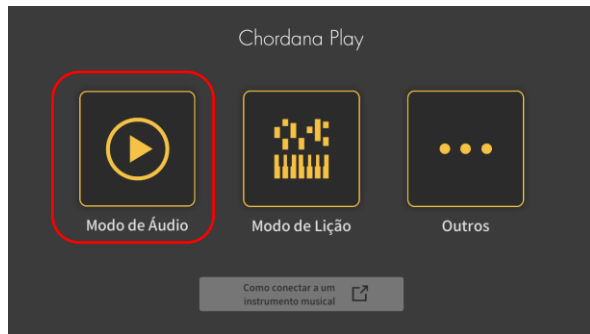 Chordana Play
Modo de Áudio
Modo de Lição
Outros
Como conectar a um
instrumento musical